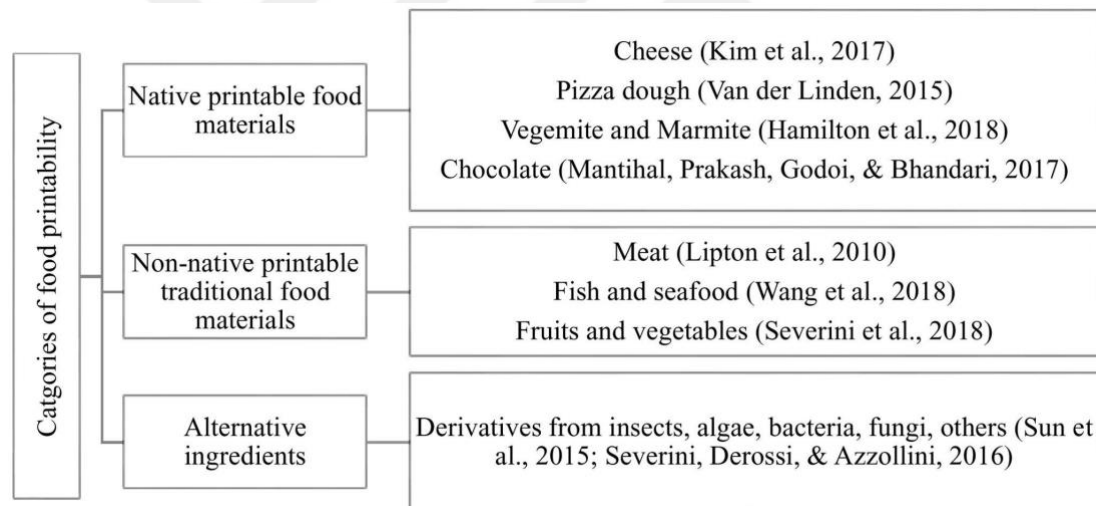 Catgories of food printability
Native printable food
materials
Cheese (Kim et al., 2017)
Pizza dough (Van der Linden, 2015)
Vegemite and Marmite (Hamilton et al., 2018)
Chocolate (Mantihal, Prakash, Godoi, & Bhandari, 2017)
Non-native printable
traditional food
materials
Meat (Lipton et al., 2010)
Fish and seafood (Wang et al., 2018)
Fruits and vegetables (Severini et al., 2018)
Alternative
ingredients
Derivatives from insects, algae, bacteria, fungi, others (Sun et
al., 2015; Severini, Derossi, & Azzollini, 2016)